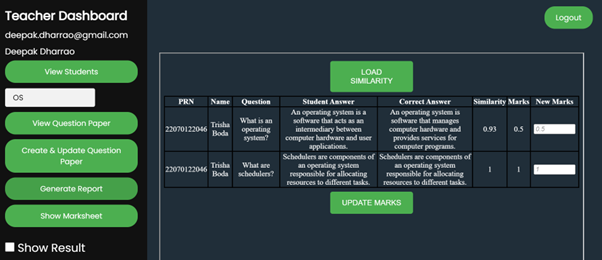 Teacher Dashboard
deepak.dharrao@gmail.com
Deepak Dharrao
View Students
OS
View Question Paper
Create & Update Question
Paper
Generate Report
Show Marksheet
Show Result
Logout
LOAD
SIMILARITY
PRN Name Question Student Answer Correct Answer Similarity Marks New Marks
22070122046 Trisha Boda What is an operating system? An operating system is a software that acts as an intermediary between computer hardware and user applications. An operating system is software that manages computer hardware and provides services for computer programs. 0.93 0.5 0.5
22070122046 Trisha Boda What are schedulers? Schedulers are components of an operating system responsible for allocating resources to different tasks. Schedulers are components of an operating system responsible for allocating resources to different tasks. 1 1 1
UPDATE MARKS